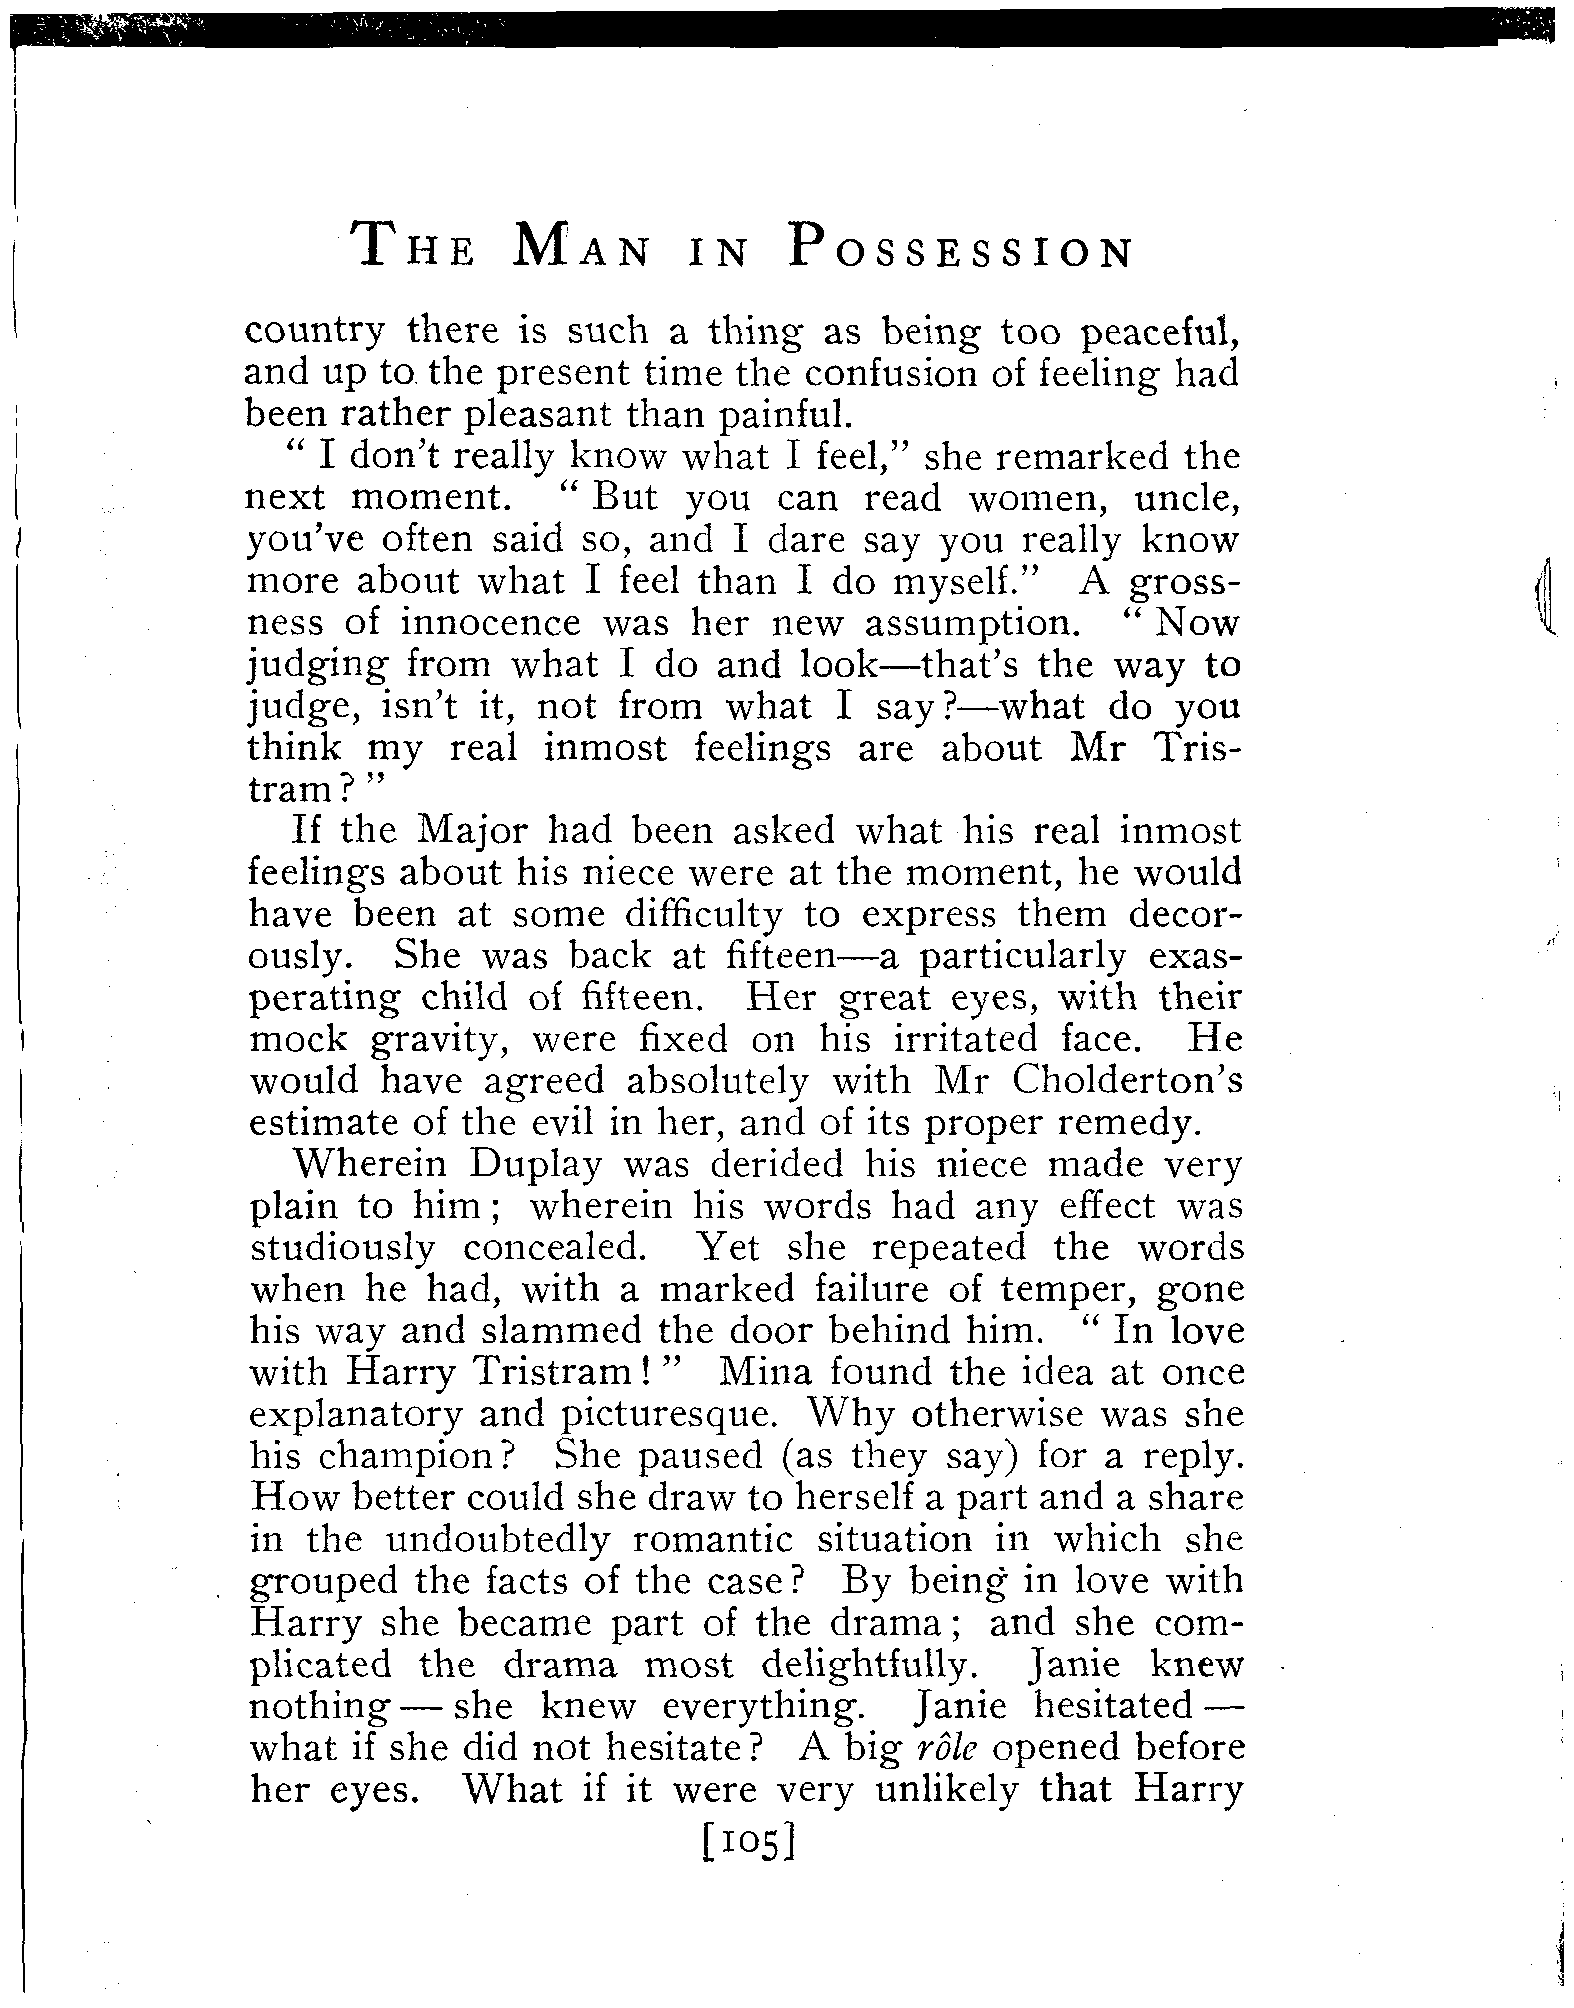 THE MAN IN POSSESSION
country there is such a thing as being too peaceful,
and up to the present time the confusion of feeling had
been rather pleasant than painful.
“ I don't really know what I feel,” she remarked the
next moment. “ But you can read women, uncle,
you've often said so, and I dare say you really know
more about what I feel than I do myself.” A gross-
ness of innocence was her new assumption. “ Now
judging from what I do and look—that's the way to
judge, isn't it, not from what I say?—what do you
think my real inmost feelings are about Mr Tris-
tram? ”
If the Major had been asked what his real inmost
feelings about his niece were at the moment, he would
have been at some difficulty to express them decor-
ously. She was back at fifteen—a particularly exas-
perating child of fifteen. Her great eyes, with their
mock gravity, were fixed on his irritated face. He
would have agreed absolutely with Mr Cholderton's
estimate of the evil in her, and of its proper remedy.
Wherein Duplay was derided his niece made very
plain to him; wherein his words had any effect was
studiously concealed. Yet she repeated the words
when he had, with a marked failure of temper, gone
his way and slammed the door behind him. “ In love
with Harry Tristram! ” Mina found the idea at once
explanatory and picturesque. Why otherwise was she
his champion? She paused (as they say) for a reply.
How better could she draw to herself a part and a share
in the undoubtedly romantic situation in which she
grouped the facts of the case? By being in love with
Harry she became part of the drama; and she com-
plicated the drama most delightfully. Janie knew
nothing — she knew everything. Janie hesitated —
what if she did not hesitate? A big rôle opened before
her eyes. What if it were very unlikely that Harry
[105]